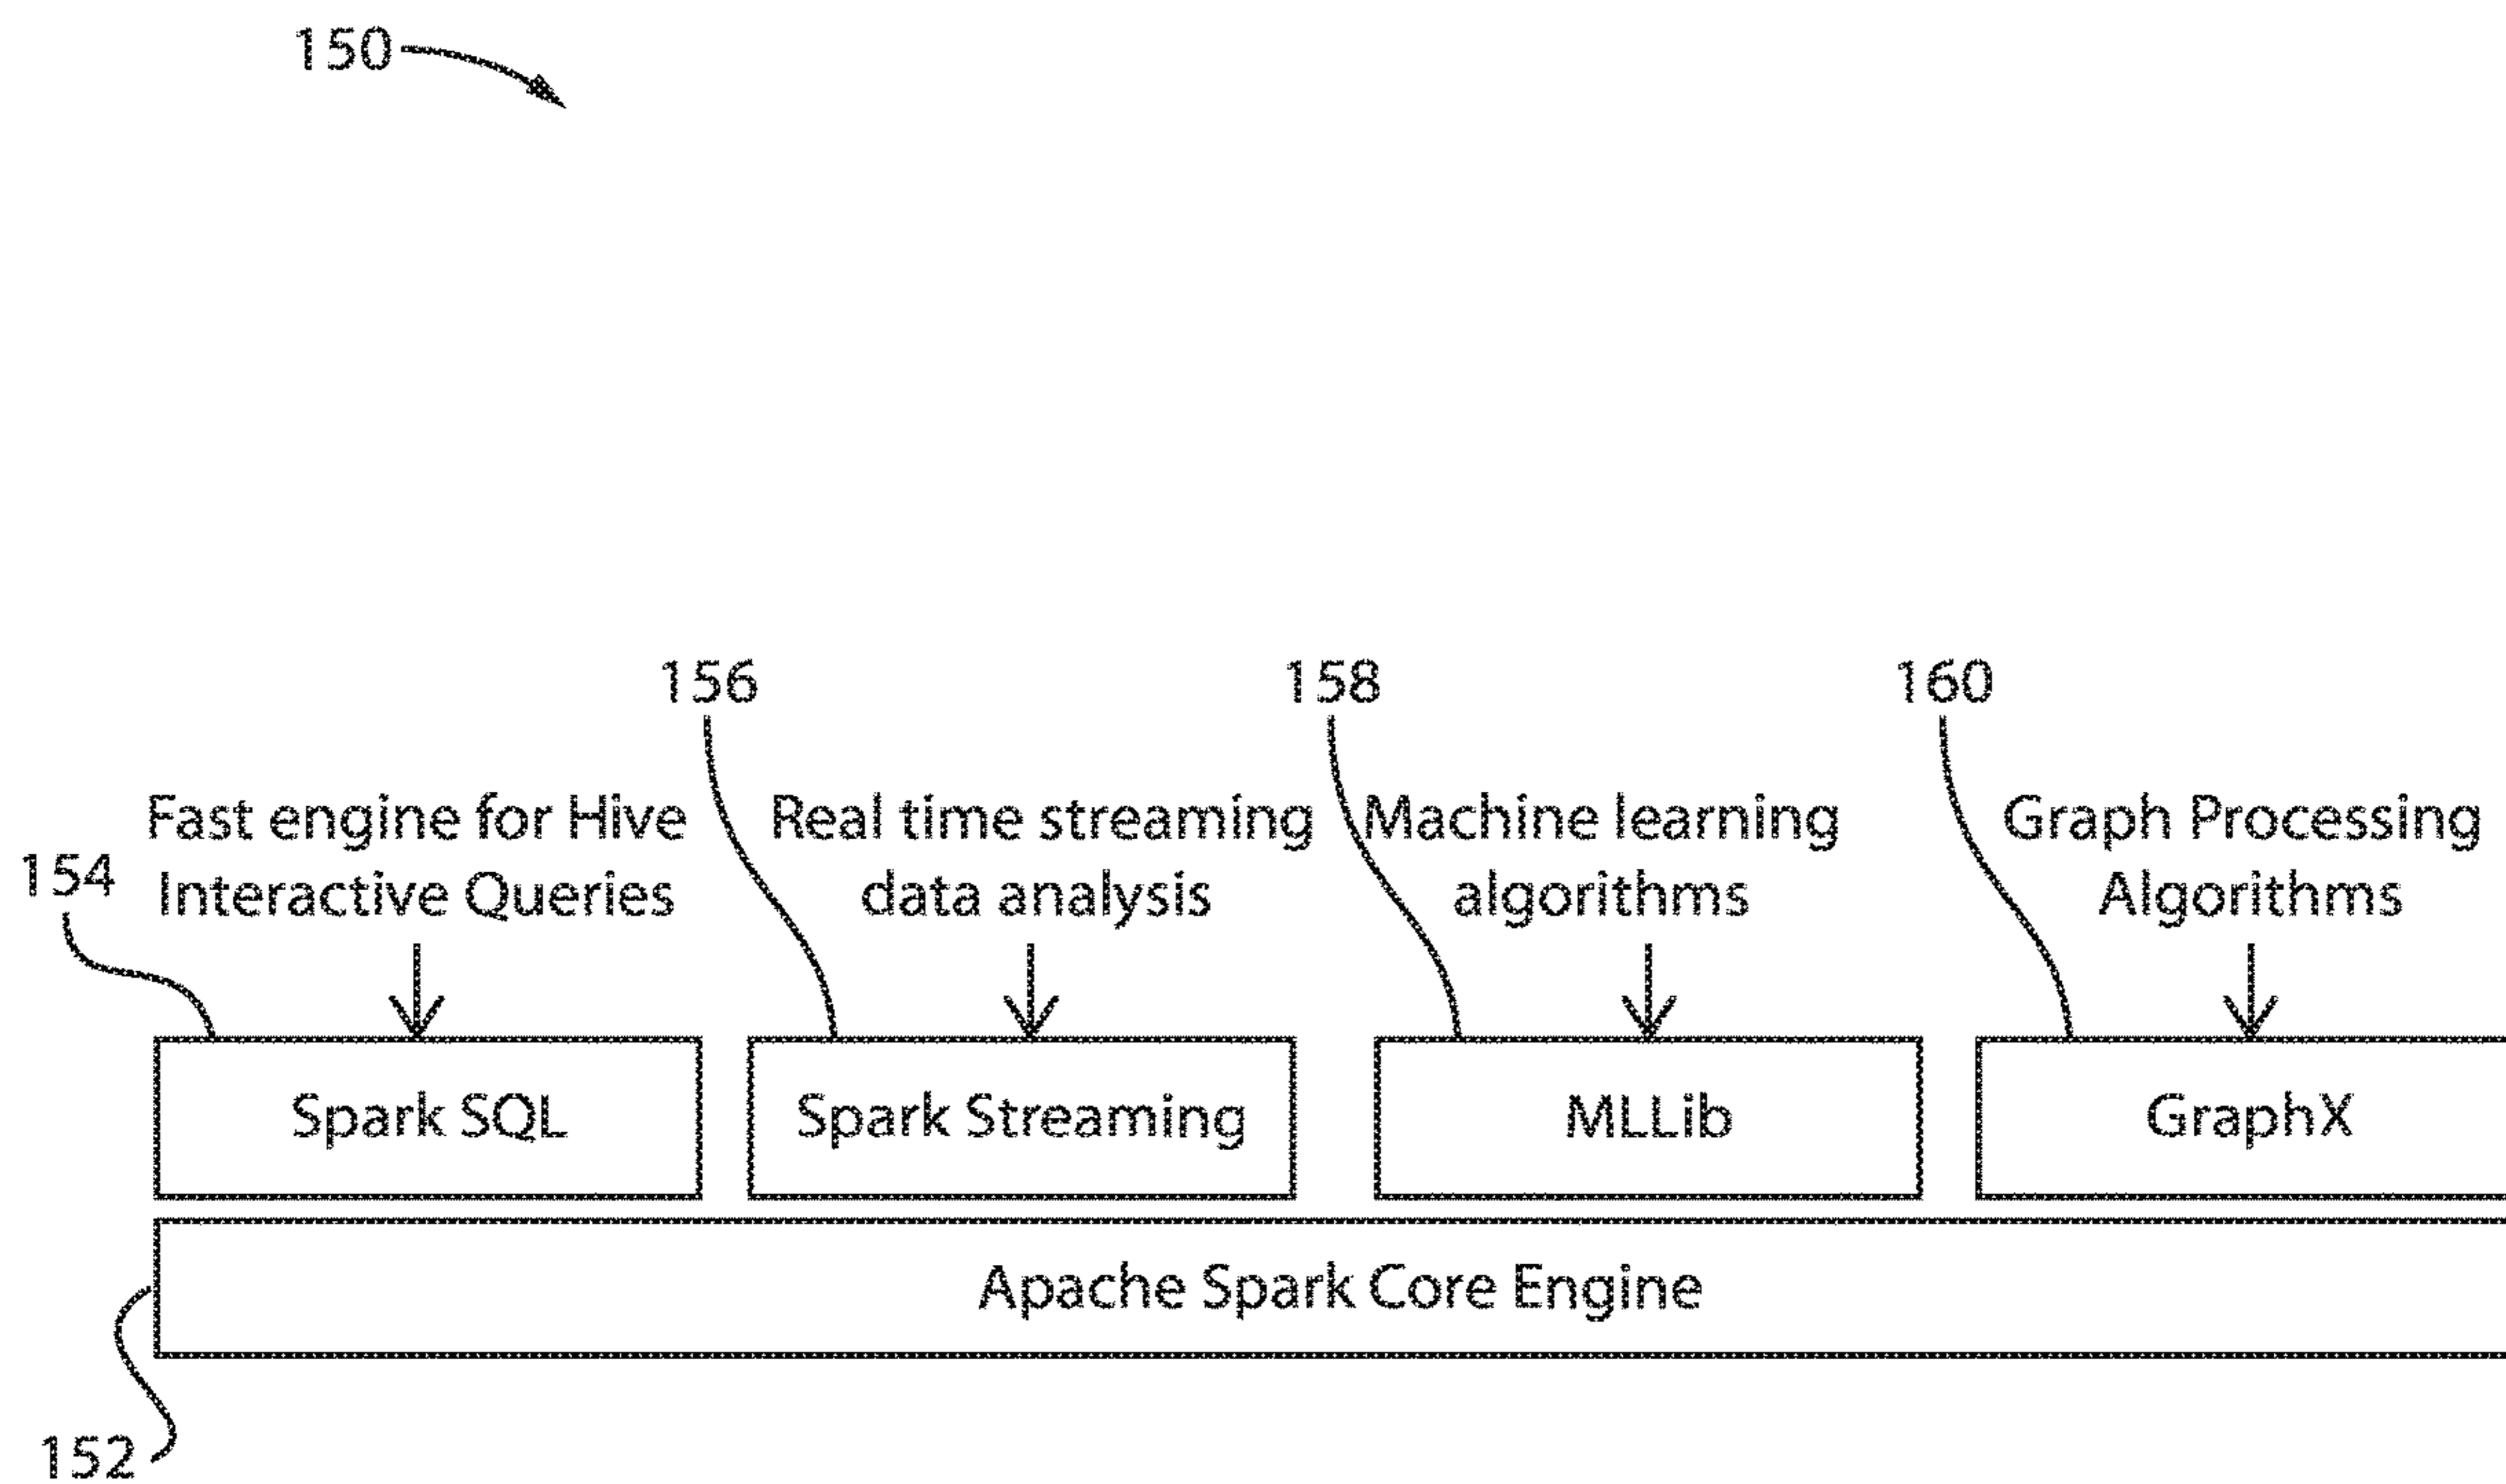 150
156
158
160
Fast engine for Hive
Interactive Queries
Real time streaming
data analysis
Machine learning
algorithms
Graph Processing
Algorithms
154
Spark SQL
Spark Streaming
MLLib
GraphX
Apache Spark Core Engine
152